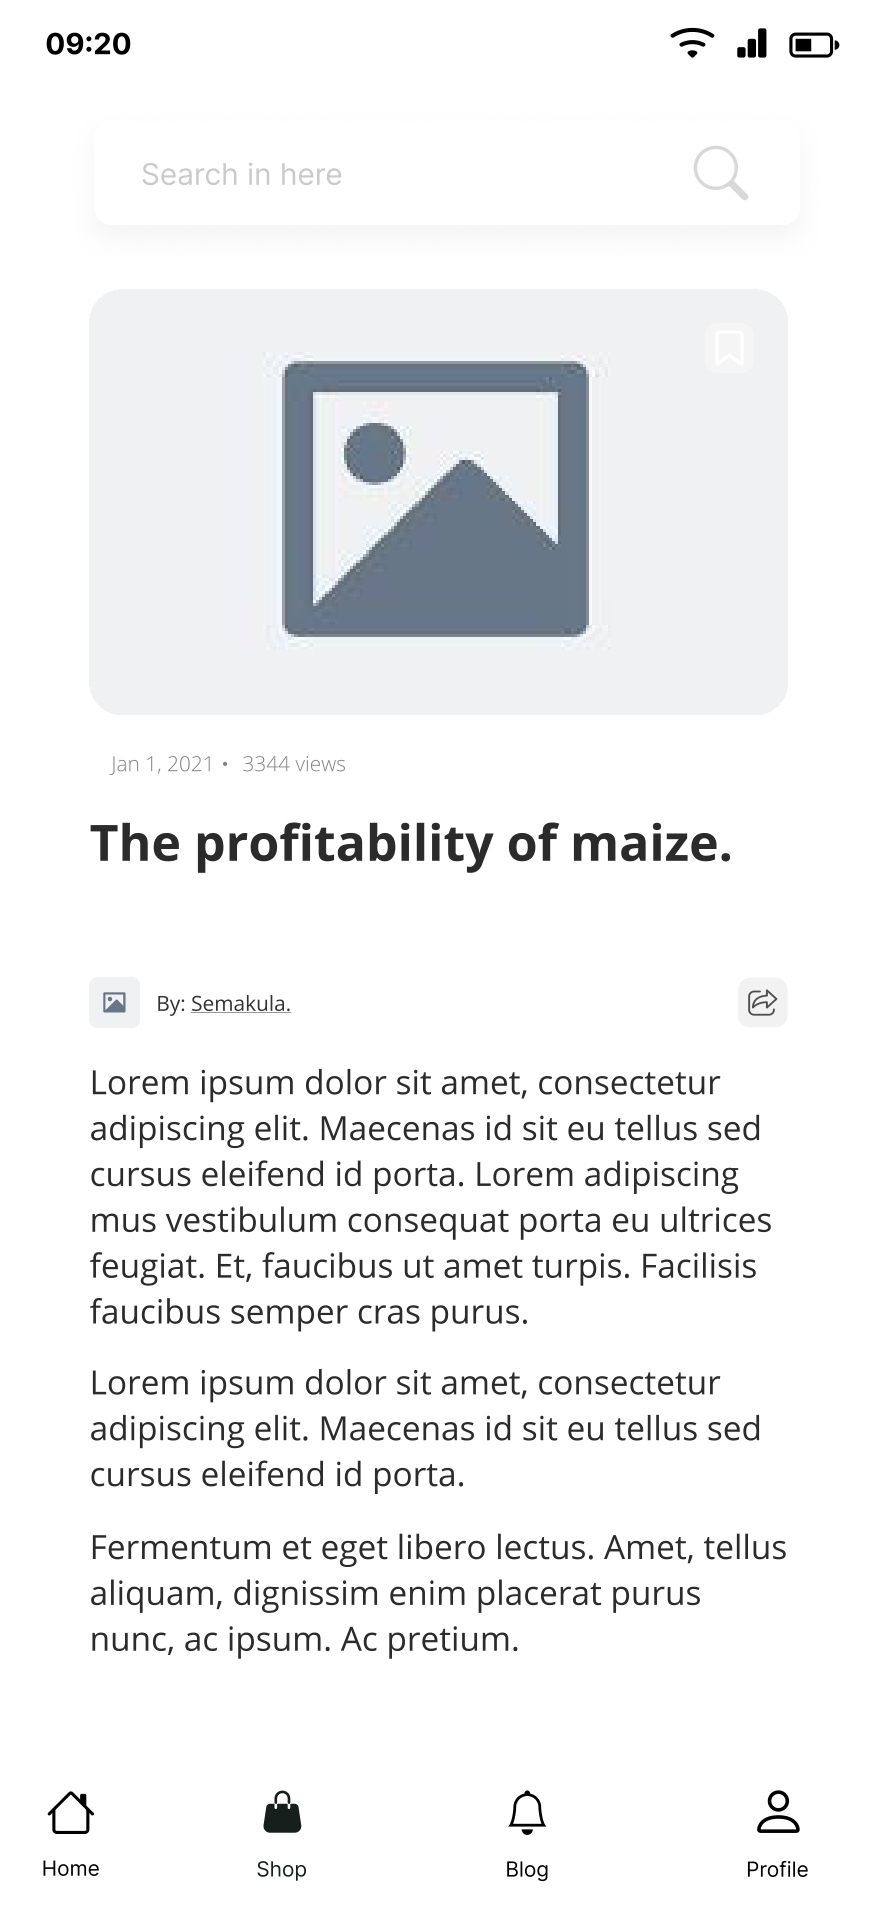 09:20
Search in here
Jan 1, 2021 • 3344 views
The profitability of maize.
By: Semakula.
Lorem ipsum dolor sit amet, consectetur
adipiscing elit. Maecenas id sit eu tellus sed
cursus eleifend id porta. Lorem adipiscing
mus vestibulum consequat porta eu ultrices
feugiat. Et, faucibus ut amet turpis. Facilisis
faucibus semper cras purus.
Lorem ipsum dolor sit amet, consectetur
adipiscing elit. Maecenas id sit eu tellus sed
cursus eleifend id porta.
Fermentum et eget libero lectus. Amet, tellus
aliquam, dignissim enim placerat purus
nunc, ac ipsum. Ac pretium.
Home Shop Blog Profile